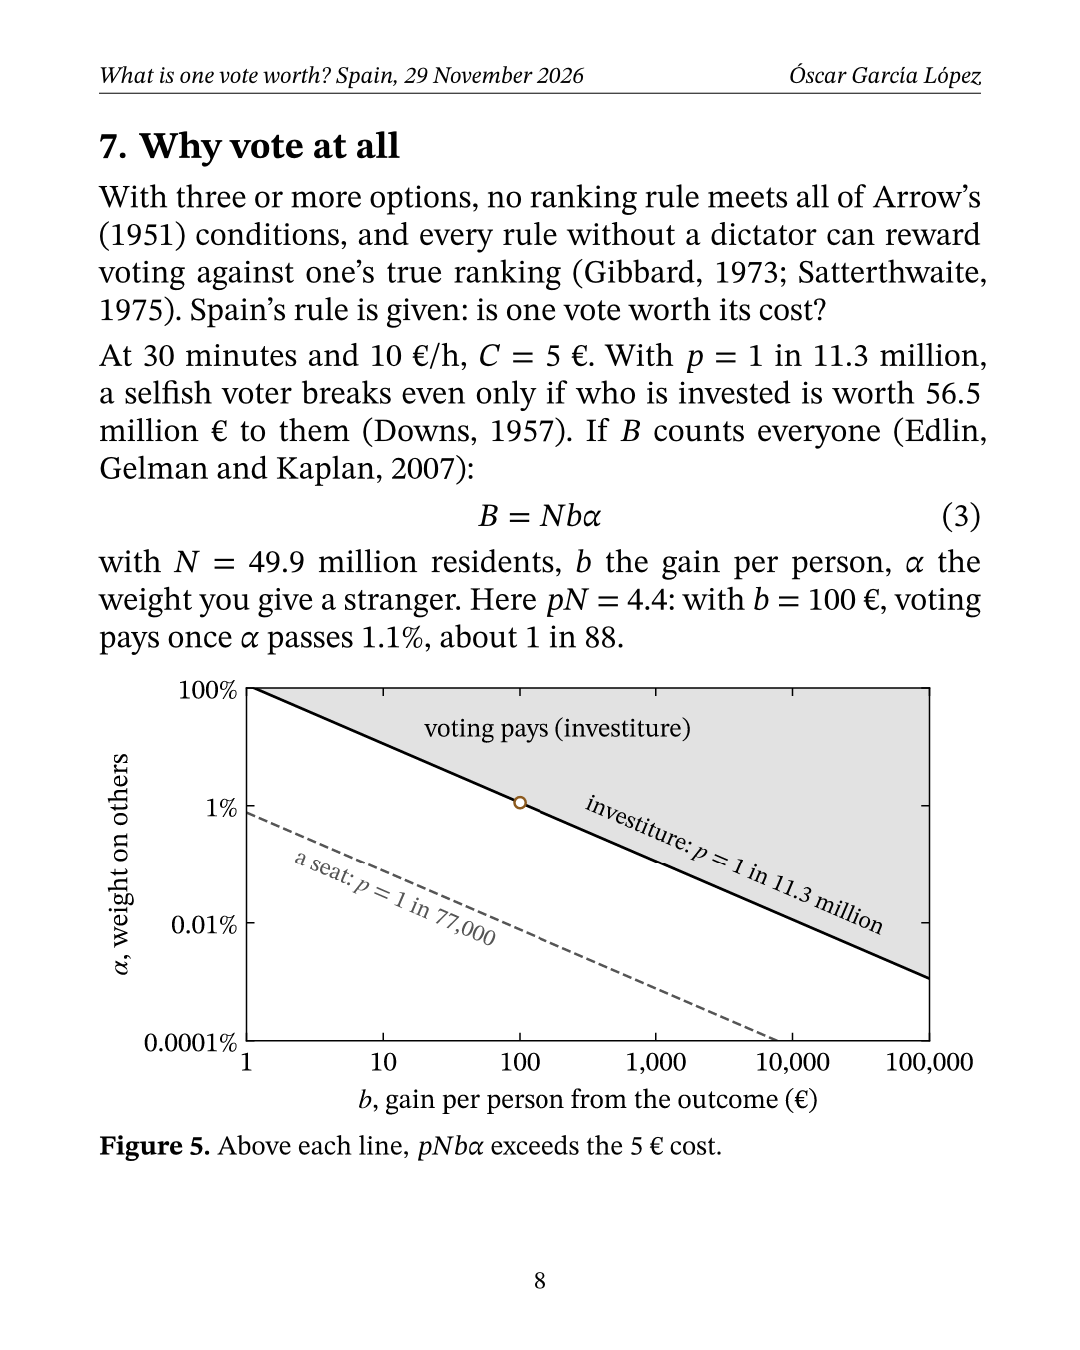 What is one vote worth? Spain, 29 November 2026 Óscar García López
7. Why vote at all
With three or more options, no ranking rule meets all of Arrow’s
(1951) conditions, and every rule without a dictator can reward
voting against one’s true ranking (Gibbard, 1973; Satterthwaite,
1975). Spain’s rule is given: is one vote worth its cost?
At 30 minutes and 10 €/h, C = 5 €. With p = 1 in 11.3 million,
a selfish voter breaks even only if who is invested is worth 56.5
million € to them (Downs, 1957). If B counts everyone (Edlin,
Gelman and Kaplan, 2007):
B = Nbα (3)
with N = 49.9 million residents, b the gain per person, α the
weight you give a stranger. Here pN = 4.4: with b = 100 €, voting
pays once α passes 1.1%, about 1 in 88.
100%
voting pays (investiture)
1%
investiture: p = 1 in 11.3 million
a seat: p = 1 in 77,000
0.01%
0.0001%
α, weight on others
1 10 100 1,000 10,000 100,000
b, gain per person from the outcome (€)
Figure 5. Above each line, pNbα exceeds the 5 € cost.
8